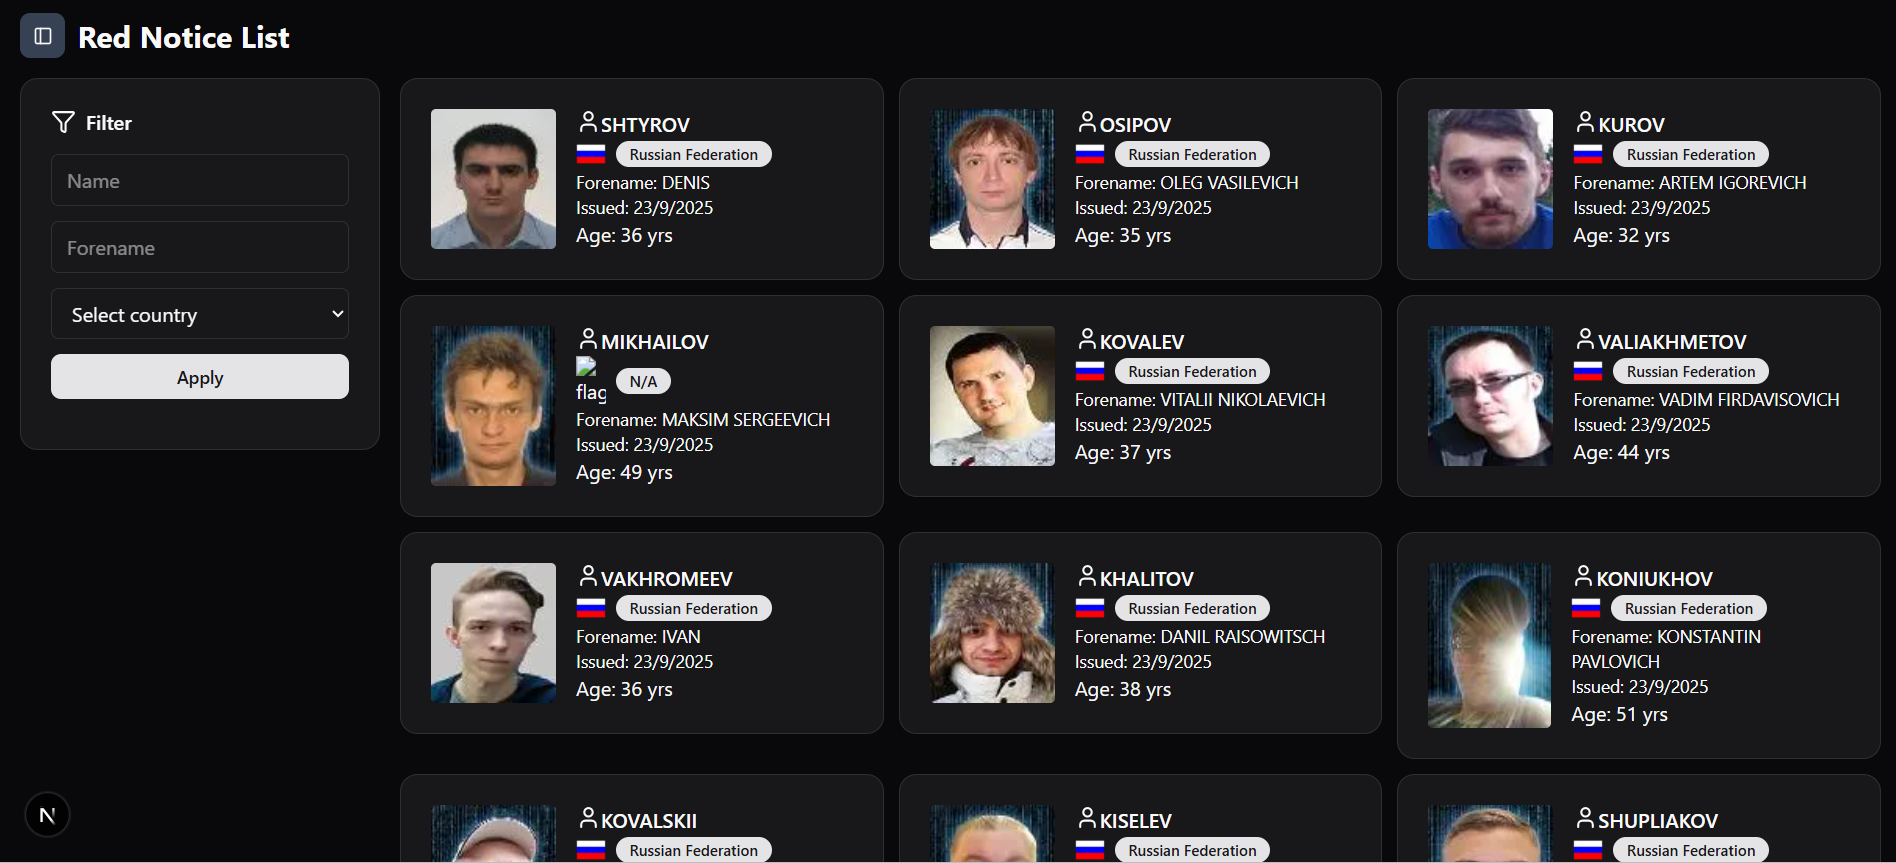 Red Notice List
Filter
Name
Forename
Select country
Apply
SHTYROV
Russian Federation
Forename: DENIS
Issued: 23/9/2025
Age: 36 yrs
OSIPOV
Russian Federation
Forename: OLEG VASILEVICH
Issued: 23/9/2025
Age: 35 yrs
KUROV
Russian Federation
Forename: ARTEM IGOREVICH
Issued: 23/9/2025
Age: 32 yrs
MIKHAILOV
flag
N/A
Forename: MAKSIM SERGEEVICH
Issued: 23/9/2025
Age: 49 yrs
KOVALEV
Russian Federation
Forename: VITALII NIKOLAEVICH
Issued: 23/9/2025
Age: 37 yrs
VALIAKHMETOV
Russian Federation
Forename: VADIM FIRDAVISOVICH
Issued: 23/9/2025
Age: 44 yrs
VAKHROMEEV
Russian Federation
Forename: IVAN
Issued: 23/9/2025
Age: 36 yrs
KHALITOV
Russian Federation
Forename: DANIL RAISOWITSCH
Issued: 23/9/2025
Age: 38 yrs
KONIUKHOV
Russian Federation
Forename: KONSTANTIN
PAVLOVICH
Issued: 23/9/2025
Age: 51 yrs
KOVALSKII
Russian Federation
KISELEV
Russian Federation
SHUPLIAKOV
Russian Federation
N